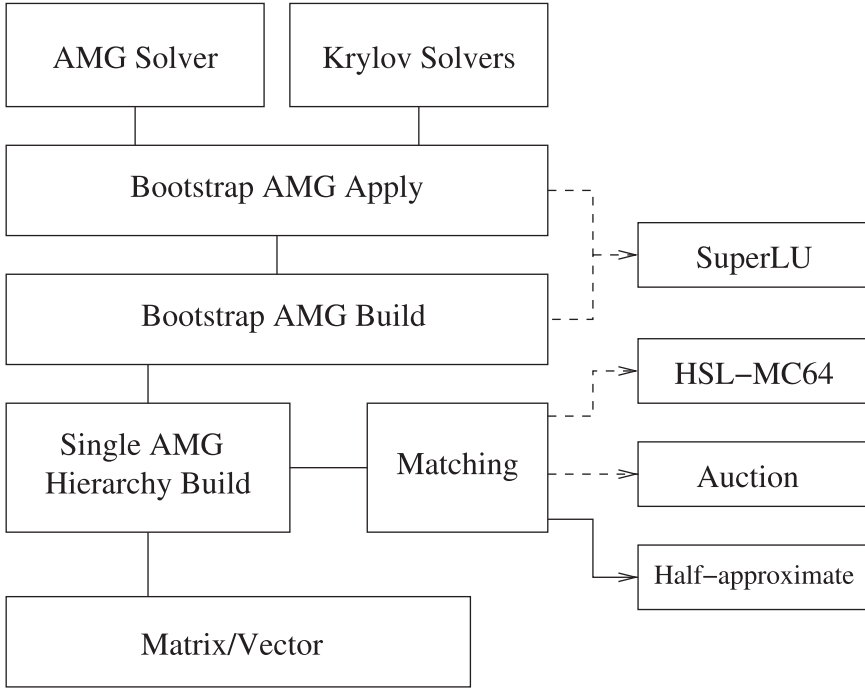 AMG Solver
Krylov Solvers
Bootstrap AMG Apply
SuperLU
Bootstrap AMG Build
HSL−MC64
Single AMG
Hierarchy Build
Matching
Auction
Half−approximate
Matrix/Vector